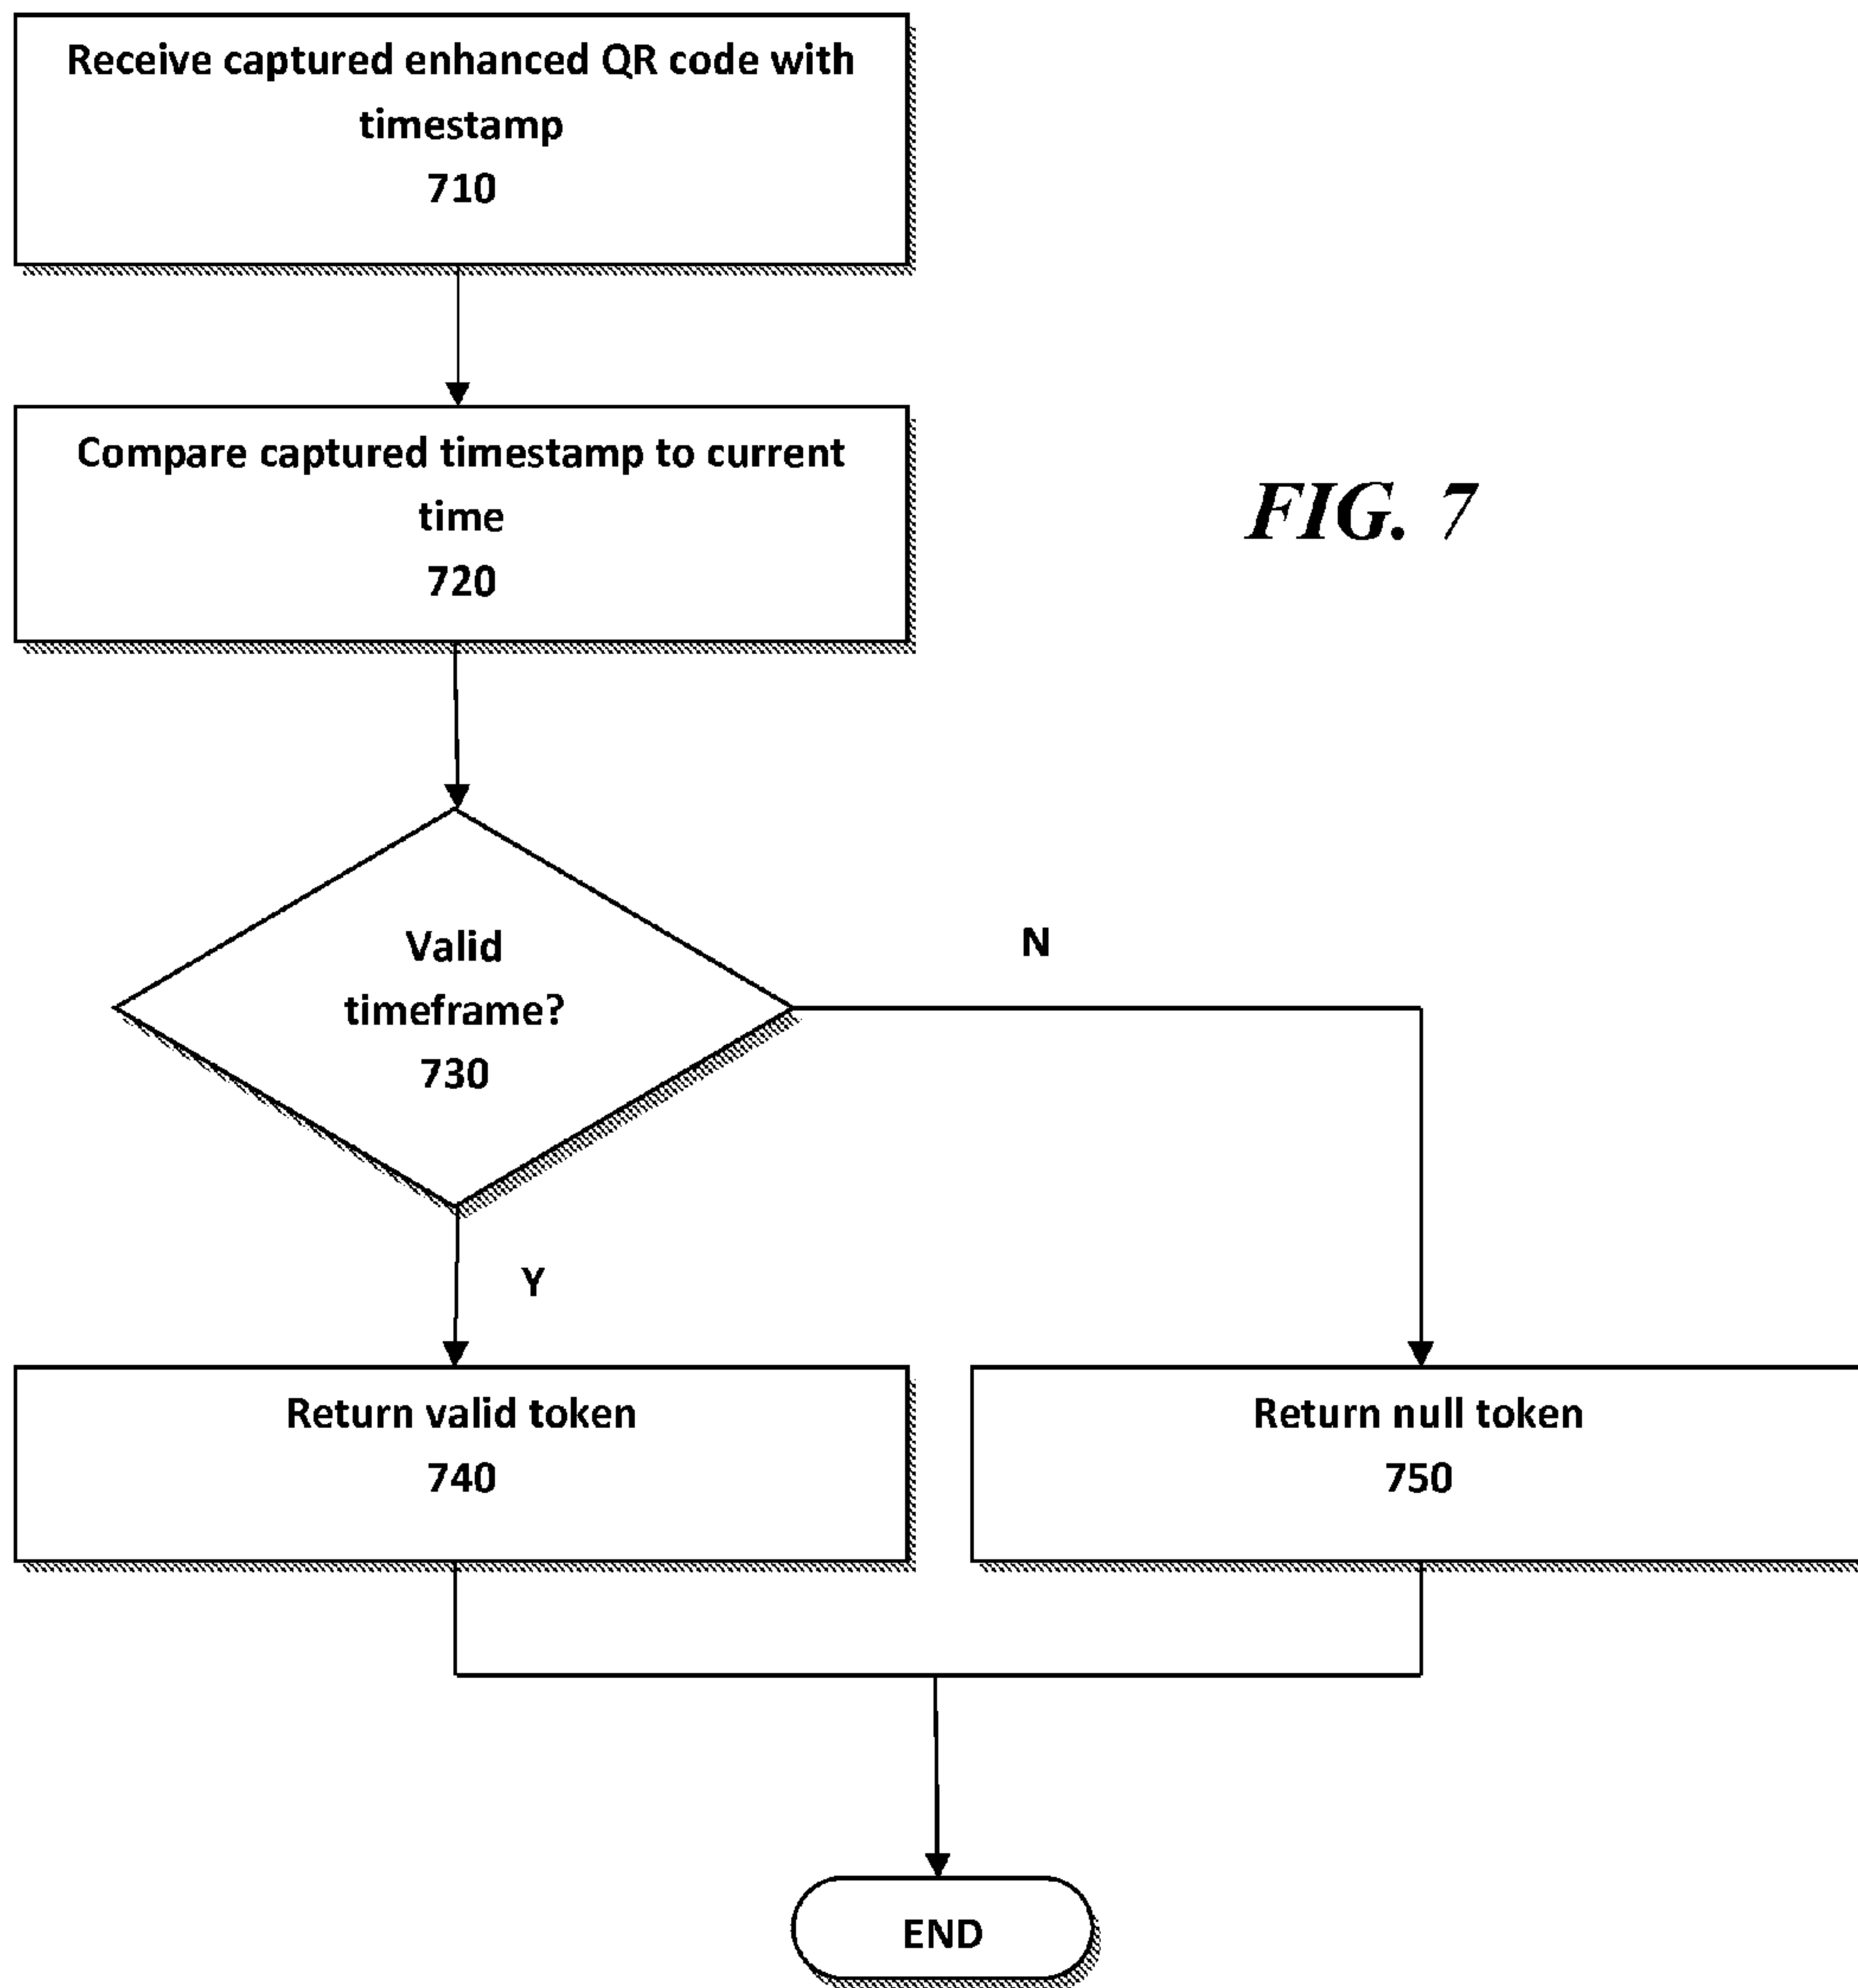 Receive captured enhanced QR code with
timestamp
710
Compare captured timestamp to current
time
720
FIG. 7
Valid
timeframe?
730
N
Y
Return valid token
740
Return null token
750
END